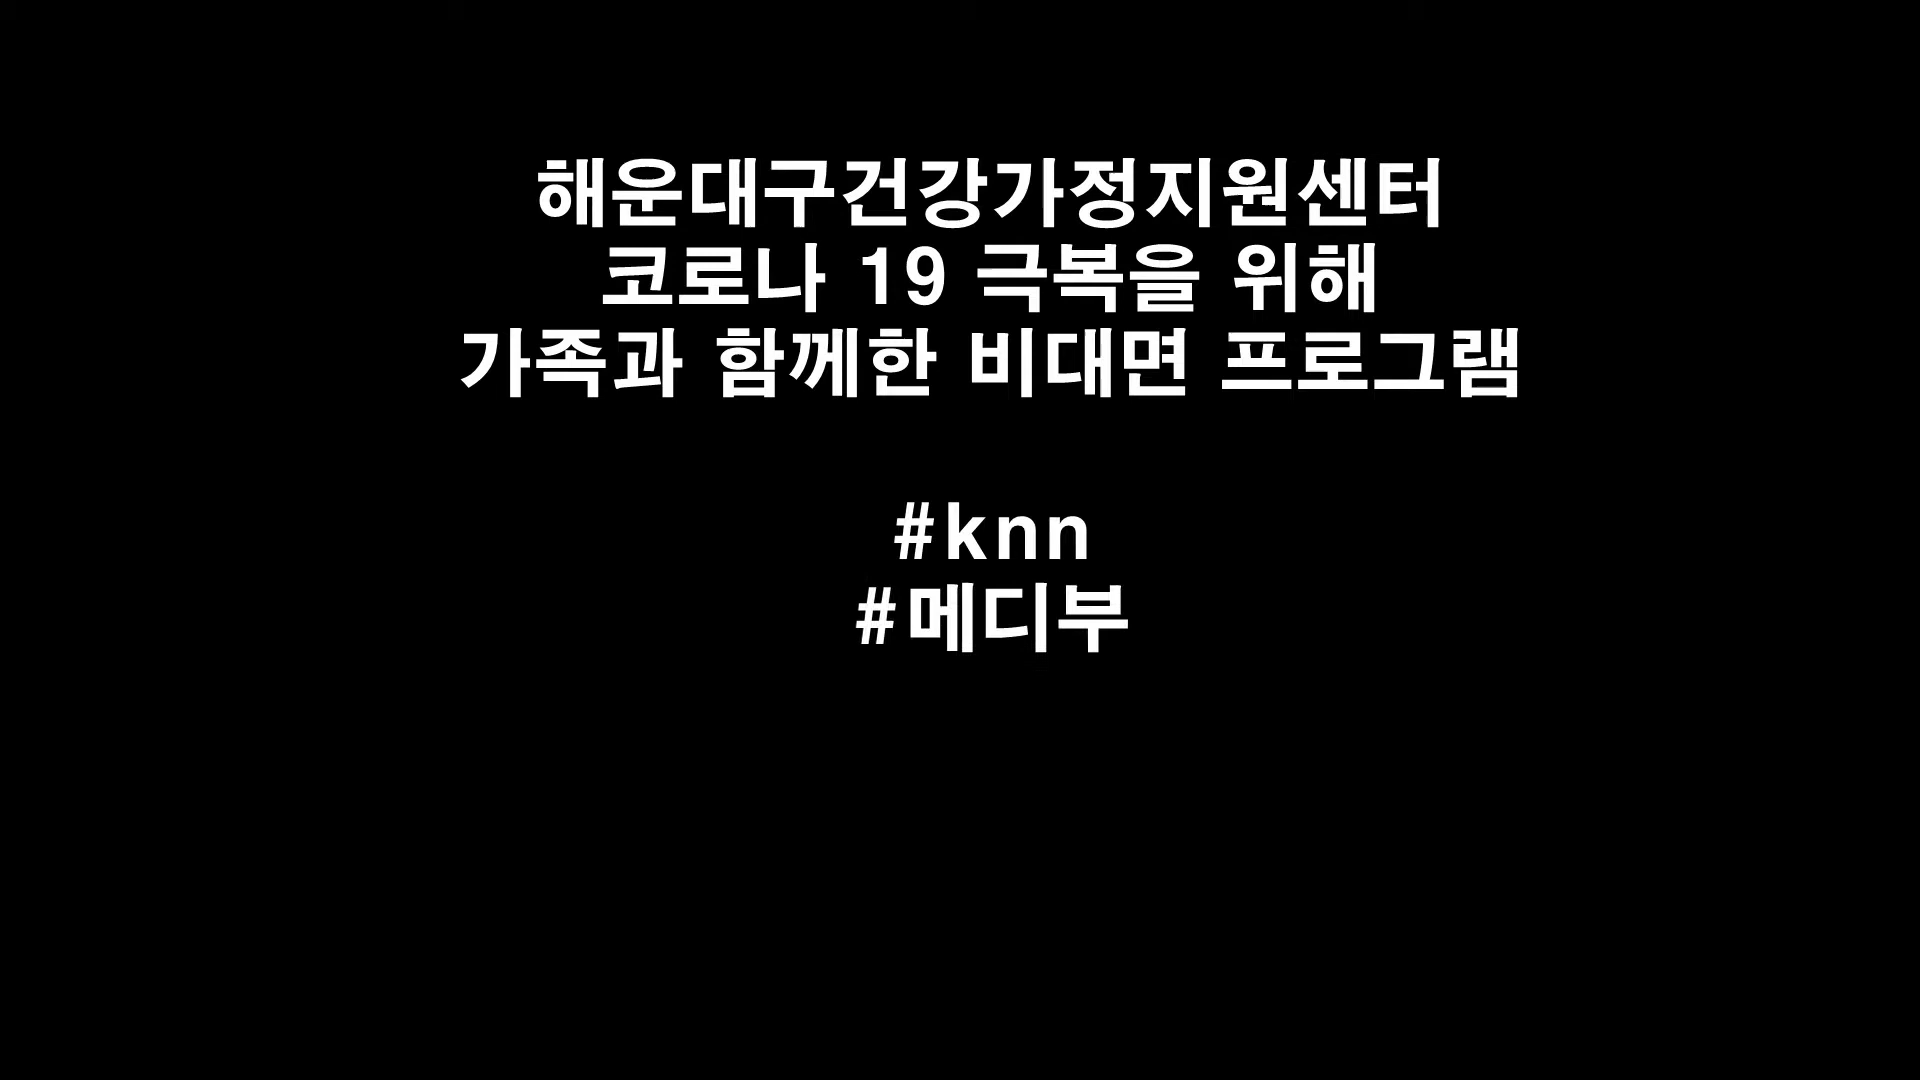 해운대구건강가정지원센터
코로나 19 극복을 위해
가족과 함께한 비대면 프로그램
#knn
#메디부